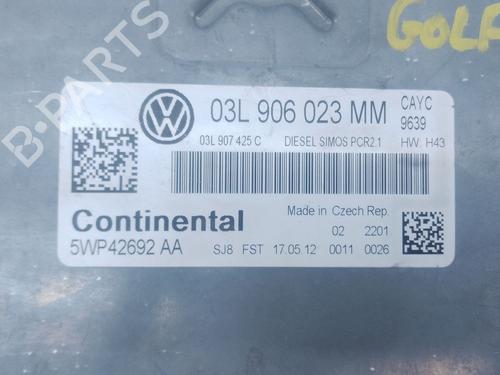 GOLF
03L 906 023 MM
CAYC
9639
03L 907 425 C
DIESEL SIMOS PCR2.1
HW: H43
Continental
Made in Czech Rep.
5WP42692 AA
02 2201
SJ8 FST 17.05.12 0011 0026
B-PARTS